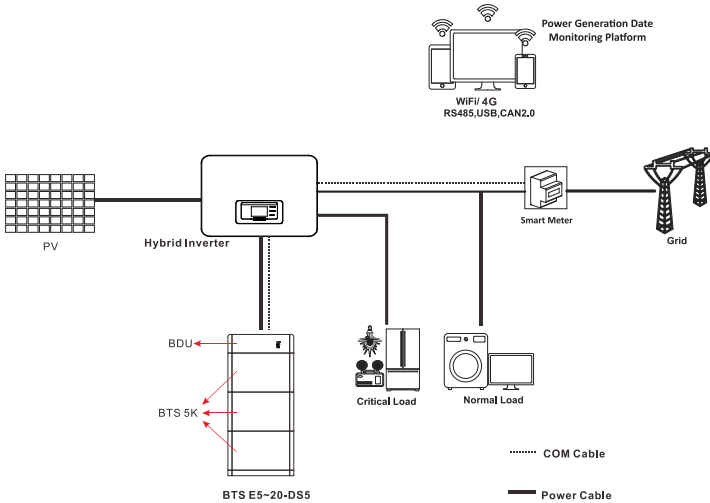 Power Generation Date
Monitoring Platform
WiFi/ 4G
RS485,USB,CAN2.0
PV
Hybrid Inverter
Smart Meter
Grid
BDU
BTS 5K
Critical Load
Normal Load
COM Cable
BTS E5~20-DS5
Power Cable